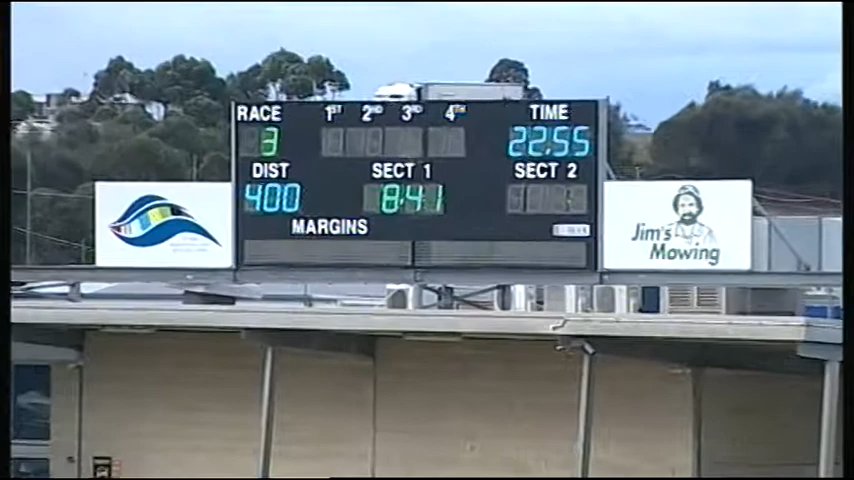 RACE 1ST 2ND 3RD 4TH TIME
3 22.55
DIST SECT 1 SECT 2
400 8:41
MARGINS
Jim's
Mowing